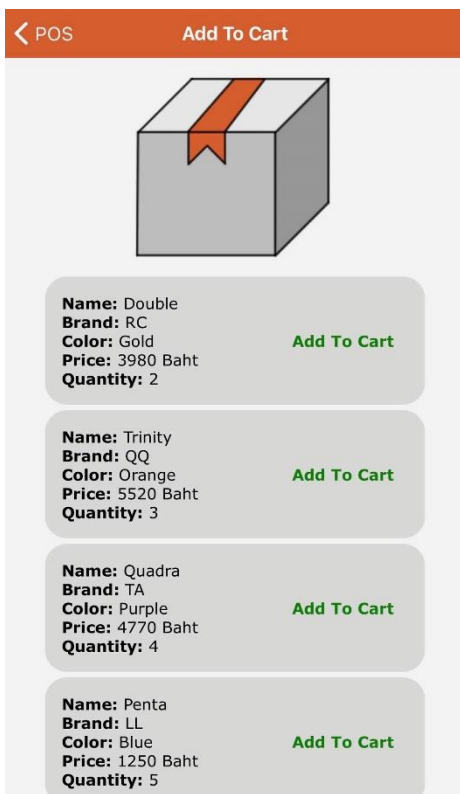 POS
Add To Cart
Name: Double
Brand: RC
Color: Gold
Price: 3980 Baht
Quantity: 2
Add To Cart
Name: Trinity
Brand: QQ
Color: Orange
Price: 5520 Baht
Quantity: 3
Add To Cart
Name: Quadra
Brand: TA
Color: Purple
Price: 4770 Baht
Quantity: 4
Add To Cart
Name: Penta
Brand: LL
Color: Blue
Price: 1250 Baht
Quantity: 5
Add To Cart